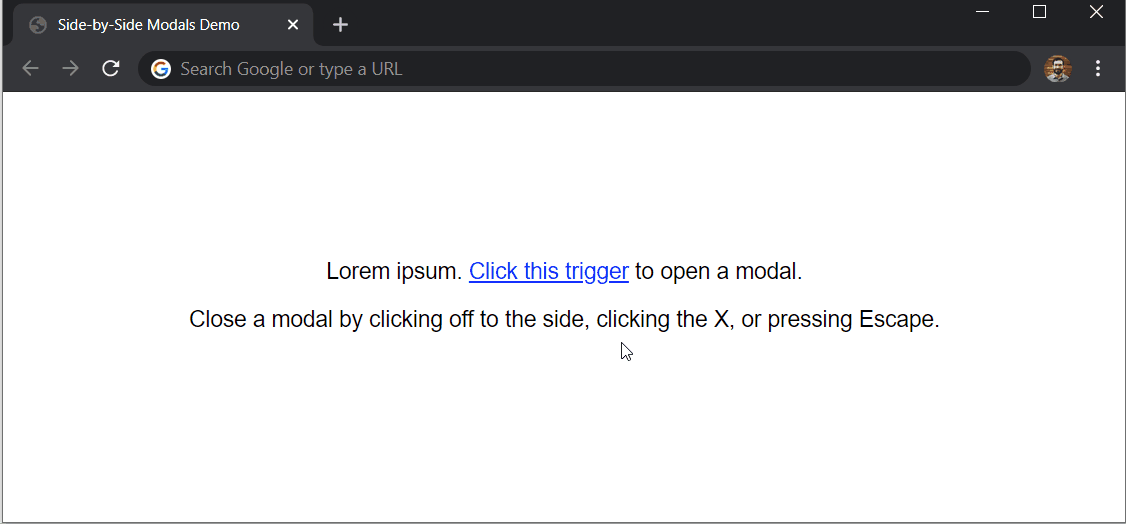 Side-by-Side Modals Demo
Search Google or type a URL
Lorem ipsum. Click this trigger to open a modal.
Close a modal by clicking off to the side, clicking the X, or pressing Escape.